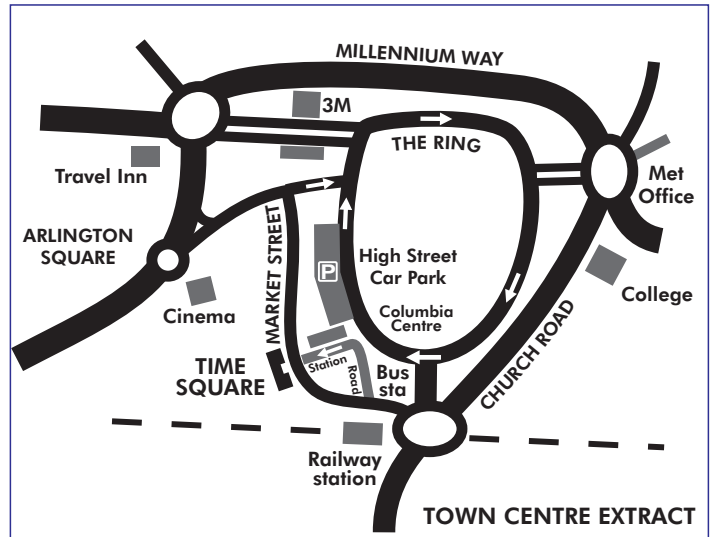 MILLENNIUM WAY
3M
THE RING
Travel Inn
Met
Office
ARLINGTON
SQUARE
MARKET STREET
High Street
Car Park
P
College
Cinema
Columbia
Centre
CHURCH ROAD
TIME
SQUARE
Station
Road
Bus
sta
Railway
station
TOWN CENTRE EXTRACT